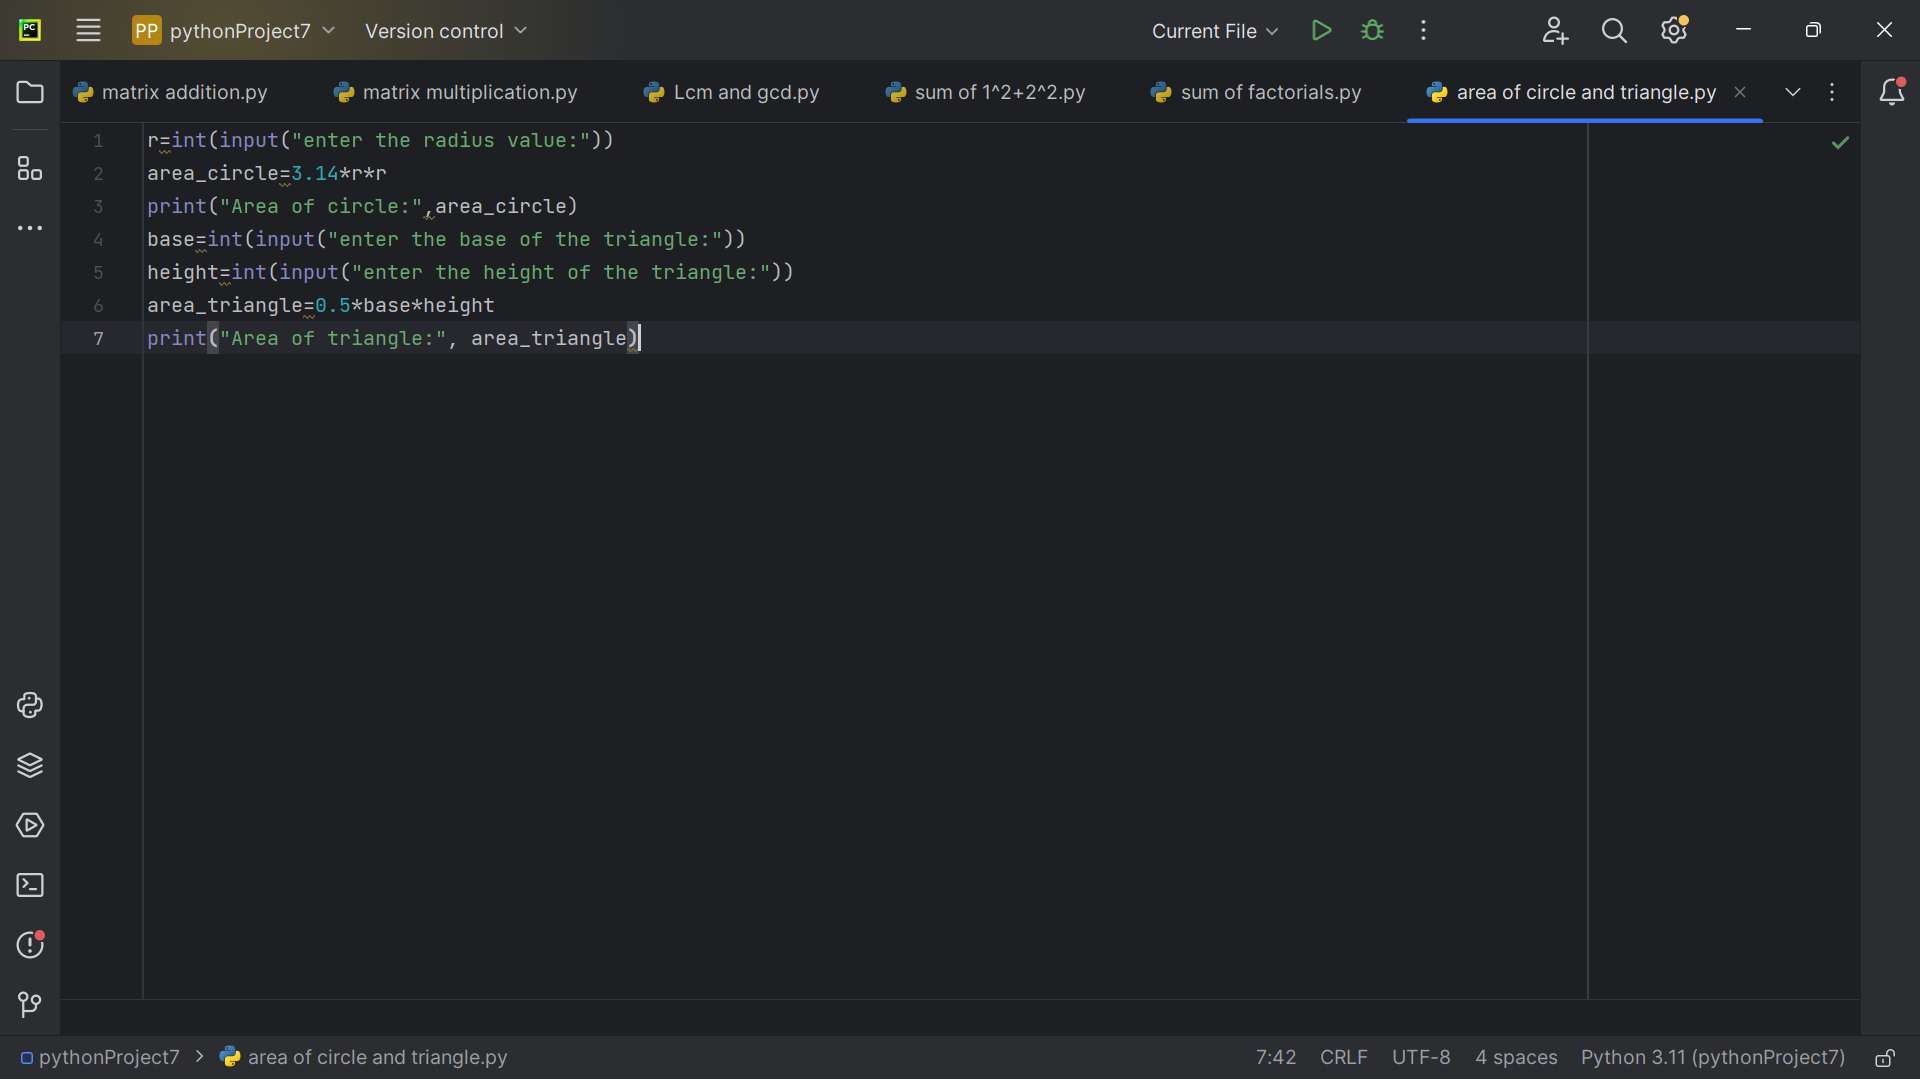 PC
PP pythonProject7 Version control Current File
matrix addition.py matrix multiplication.py Lcm and gcd.py sum of 1^2+2^2.py sum of factorials.py area of circle and triangle.py
1 r=int(input("enter the radius value:"))
2 area_circle=3.14*r*r
3 print("Area of circle:",area_circle)
4 base=int(input("enter the base of the triangle:"))
5 height=int(input("enter the height of the triangle:"))
6 area_triangle=0.5*base*height
7 print("Area of triangle:", area_triangle)
pythonProject7 > area of circle and triangle.py 7:42 CRLF UTF-8 4 spaces Python 3.11 (pythonProject7)